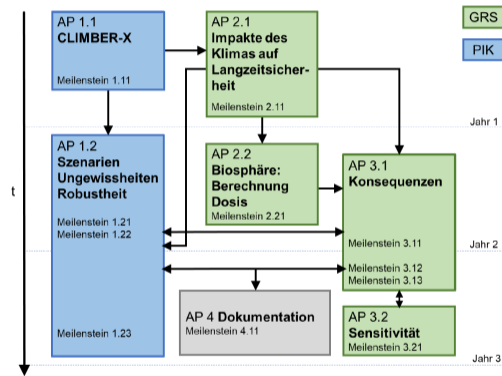 AP 1.1
CLIMBER-X
Meilenstein 1.11
AP 2.1
Impakte des
Klimas auf
Langzeitsicher-
heit
Meilenstein 2.11
GRS
PIK
Jahr 1
AP 1.2
Szenarien
Ungewissheiten
Robustheit
Meilenstein 1.21
Meilenstein 1.22
Meilenstein 1.23
AP 2.2
Biosphäre:
Berechnung
Dosis
Meilenstein 2.21
AP 3.1
Konsequenzen
Meilenstein 3.11
Meilenstein 3.12
Meilenstein 3.13
t
Jahr 2
AP 4 Dokumentation
Meilenstein 4.11
AP 3.2
Sensitivität
Meilenstein 3.21
Jahr 3